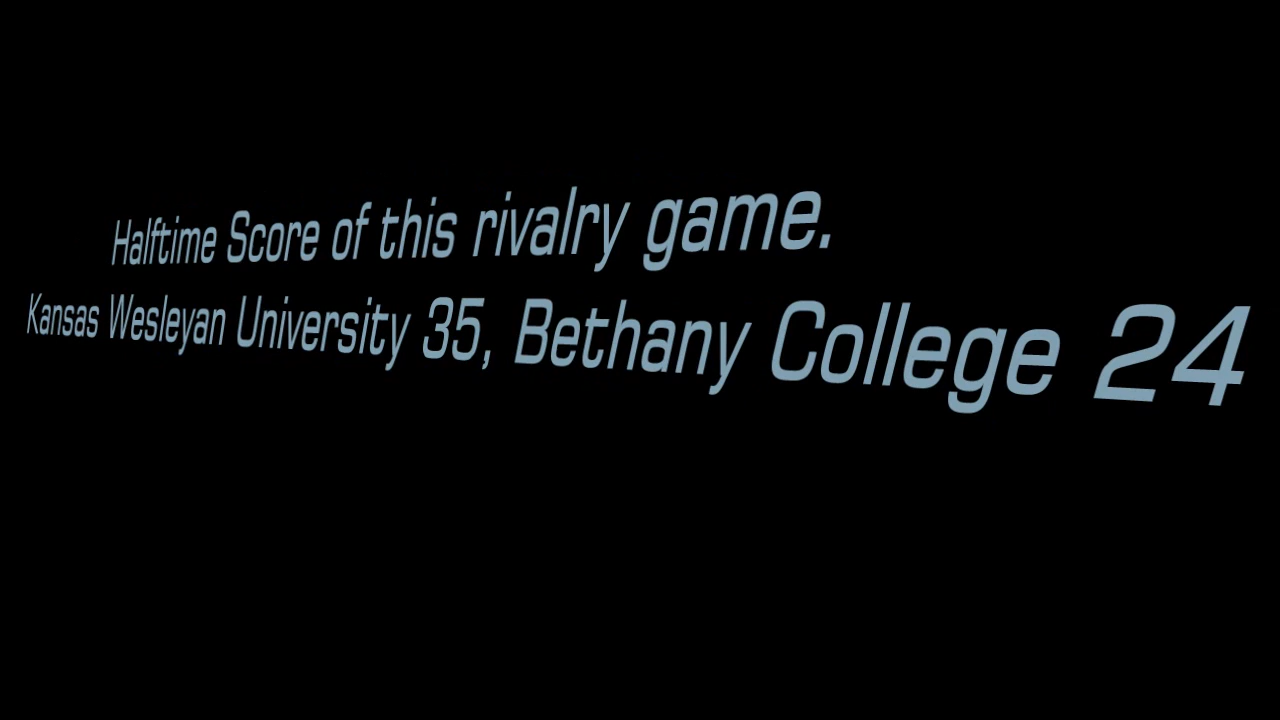 Halftime Score of this rivalry game.
Kansas Wesleyan University 35, Bethany College 24